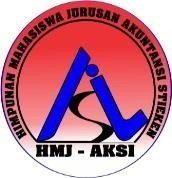 HIMPUNAN MAHASISWA JURUSAN AKUNTANSI STIEKEN
HMJ - AKSI